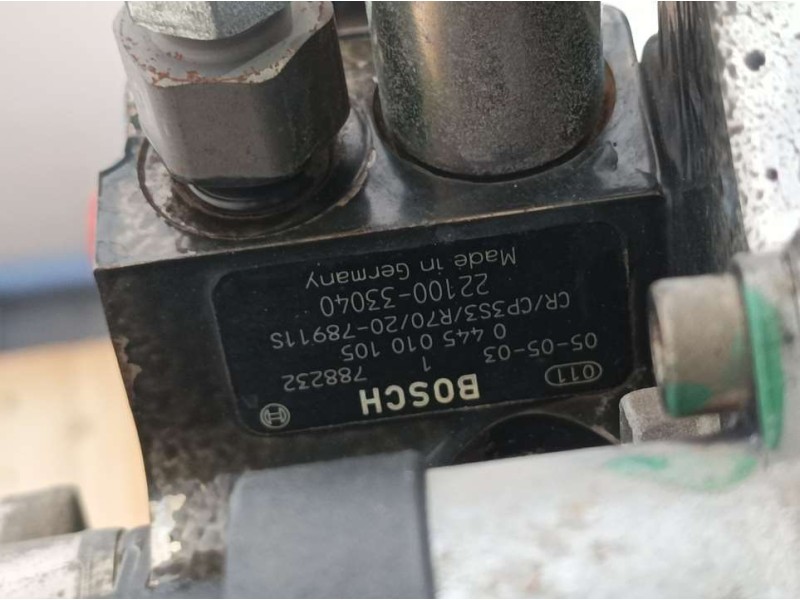 BOSCH
011 1 788232
05-05-03
0 445 010 105
CR/CP3S3/R70/20-78911S
22100-33040
Made in Germany